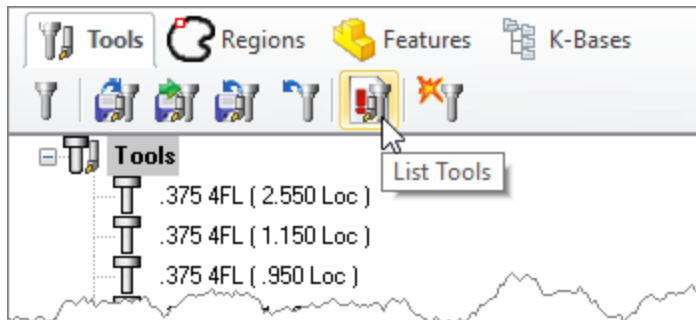 Tools Regions Features K-Bases
Tools
List Tools
.375 4FL ( 2.550 Loc )
.375 4FL ( 1.150 Loc )
.375 4FL ( .950 Loc )